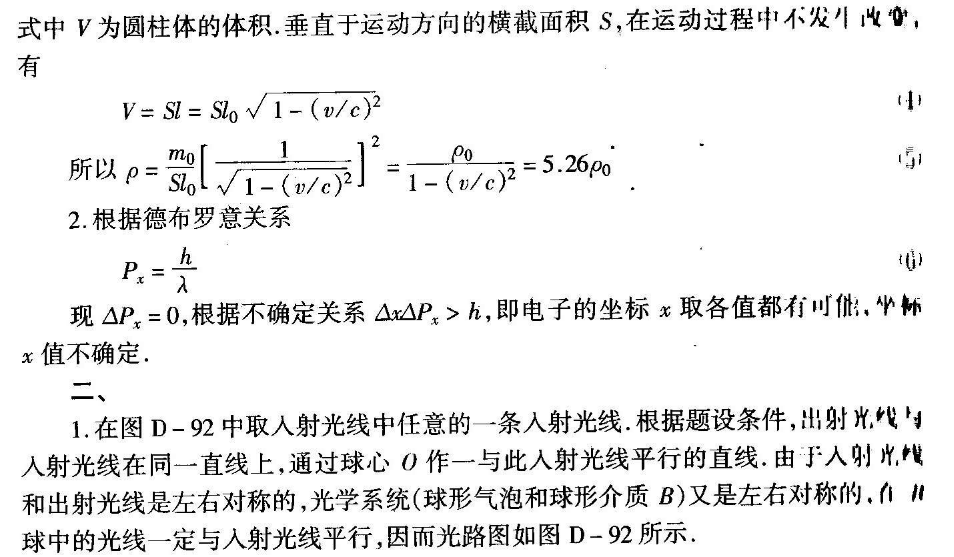 式中 V 为圆柱体的体积.垂直于运动方向的横截面积 S,在运动过程中不发生改变,
有
V = Sl = Sl₀ √(1-(v/c)²) (4)
所以 ρ = m₀/(Sl₀) [1/√(1-(v/c)²)]² = ρ₀/(1-(v/c)²) = 5.26ρ₀ (5)
2.根据德布罗意关系
Pₓ = h/λ (6)
现 ΔPₓ = 0,根据不确定关系 ΔxΔPₓ > h,即电子的坐标 x 取各值都有可能,坐标
x 值不确定.
二、
1.在图 D-92 中取入射光线中任意的一条入射光线.根据题设条件,出射光线与
入射光线在同一直线上,通过球心 O 作一与此入射光线平行的直线.由于入射光线
和出射光线是左右对称的,光学系统(球形气泡和球形介质 B)又是左右对称的,在
球中的光线一定与入射光线平行,因而光路图如图 D-92 所示.